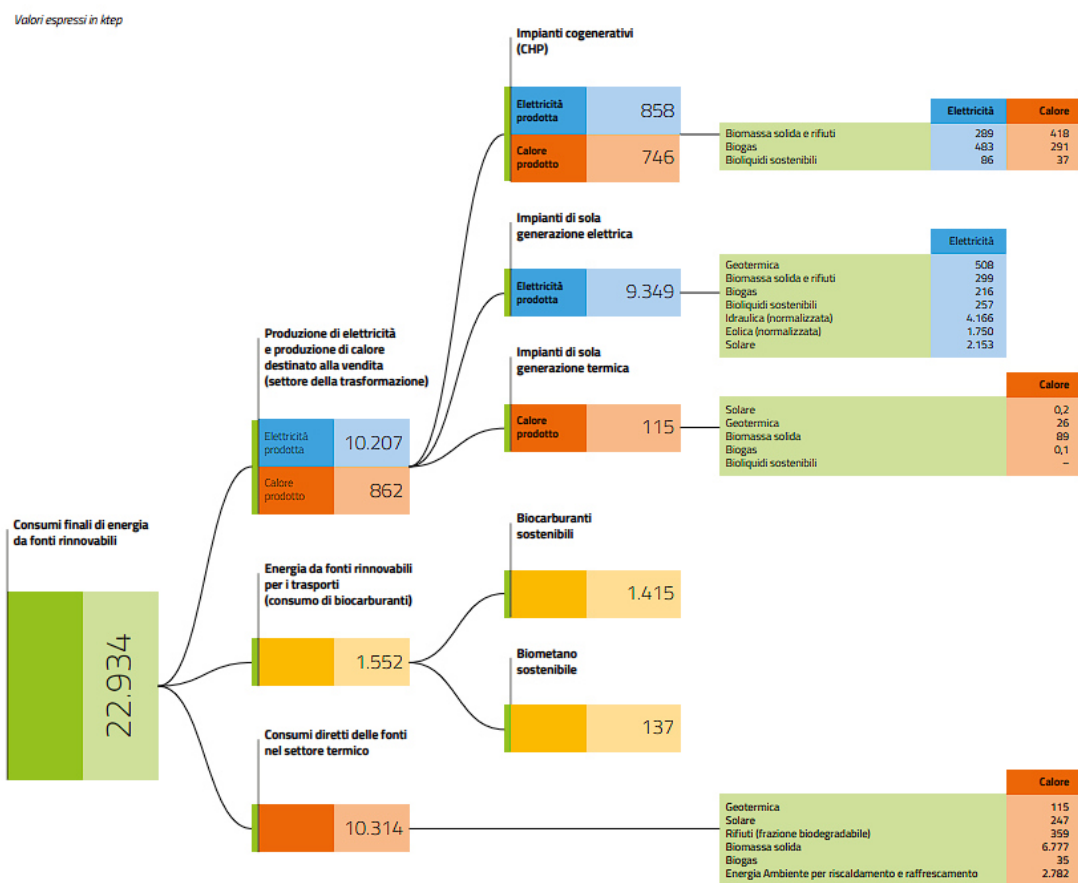 Valori espressi in ktep
Impianti cogenerativi
(CHP)
Elettricità
prodotta
858
Calore
prodotto
746
Elettricità Calore
Biomassa solida e rifiuti 289 418
Biogas 483 291
Bioliquidi sostenibili 86 37
Impianti di sola
generazione elettrica
Elettricità
prodotta
9.349
Elettricità
Geotermica 508
Biomassa solida e rifiuti 299
Biogas 216
Bioliquidi sostenibili 257
Idraulica (normalizzata) 4.166
Eolica (normalizzata) 1.750
Solare 2.153
Produzione di elettricità
e produzione di calore
destinato alla vendita
(settore della trasformazione)
Elettricità
prodotta
10.207
Calore
prodotto
862
Impianti di sola
generazione termica
Calore
prodotto
115
Calore
Solare 0,2
Geotermica 26
Biomassa solida 89
Biogas 0,1
Bioliquidi sostenibili –
Consumi finali di energia
da fonti rinnovabili
22.934
Energia da fonti rinnovabili
per i trasporti
(consumo di biocarburanti)
1.552
Biocarburanti
sostenibili
1.415
Biometano
sostenibile
137
Consumi diretti delle fonti
nel settore termico
10.314
Calore
Geotermica 115
Solare 247
Rifiuti (frazione biodegradabile) 359
Biomassa solida 6.777
Biogas 35
Energia Ambiente per riscaldamento e raffrescamento 2.782